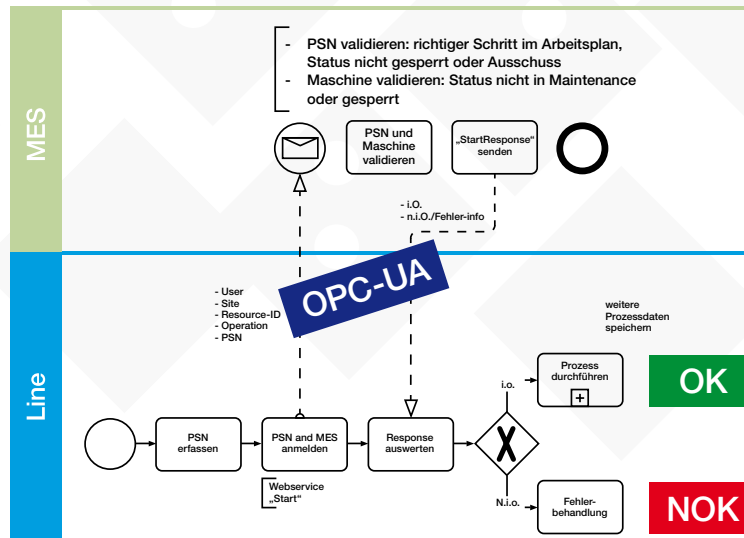 MES
- PSN validieren: richtiger Schritt im Arbeitsplan,
Status nicht gesperrt oder Ausschuss
- Maschine validieren: Status nicht in Maintenance
oder gesperrt
PSN und
Maschine
validieren
„StartResponse“
senden
- i.O.
- n.i.O./Fehler-info
OPC-UA
Line
- User
- Site
- Resource-ID
- Operation
- PSN
weitere
Prozessdaten
speichern
PSN
erfassen
PSN and MES
anmelden
Webservice
„Start“
Response
auswerten
X
i.o.
Prozess
durchführen
+
OK
N.i.o.
Fehler-
behandlung
NOK